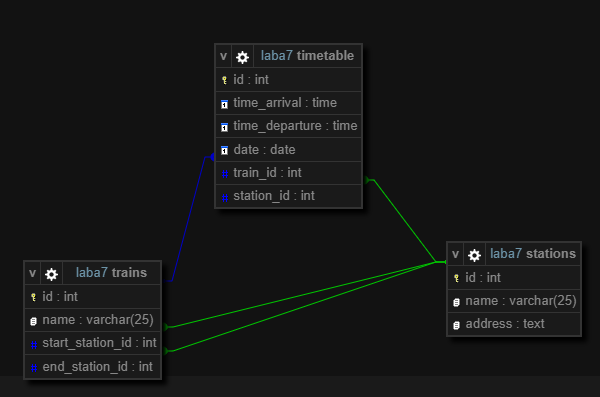 v laba7 timetable
id : int
time_arrival : time
time_departure : time
date : date
train_id : int
station_id : int
v laba7 stations
id : int
name : varchar(25)
address : text
v laba7 trains
id : int
name : varchar(25)
start_station_id : int
end_station_id : int